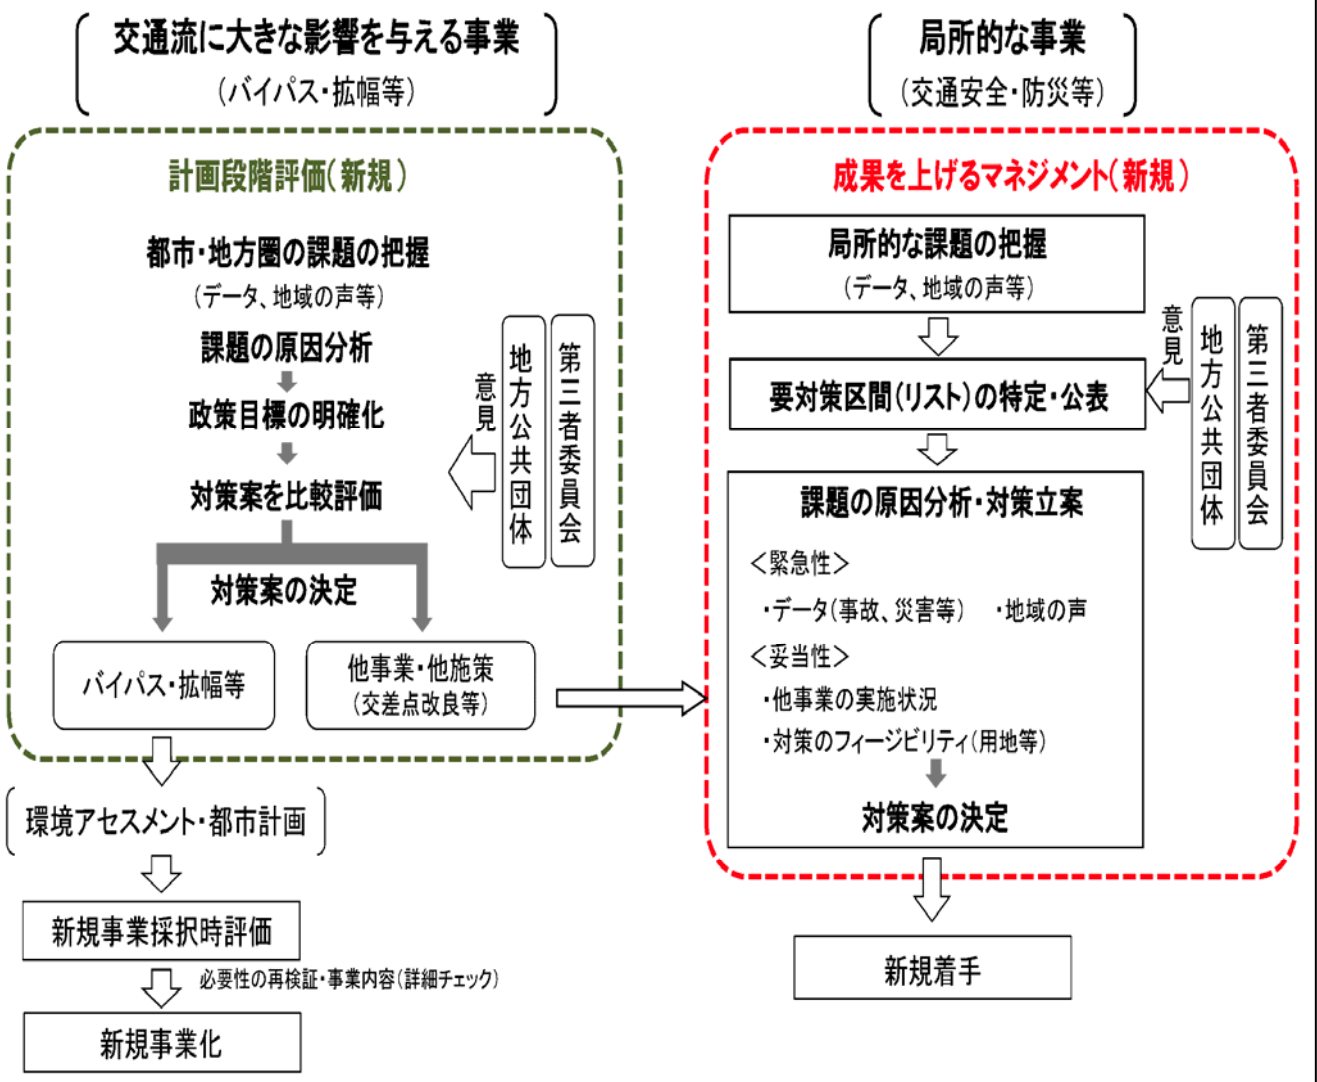 交通流に大きな影響を与える事業
(バイパス・拡幅等)
計画段階評価(新規)
都市・地方圏の課題の把握
(データ、地域の声等)
課題の原因分析
政策目標の明確化
対策案を比較評価
意見
地方公共団体
第三者委員会
対策案の決定
バイパス・拡幅等
他事業・他施策
(交差点改良等)
環境アセスメント・都市計画
新規事業採択時評価
必要性の再検証・事業内容(詳細チェック)
新規事業化
局所的な事業
(交通安全・防災等)
成果を上げるマネジメント(新規)
局所的な課題の把握
(データ、地域の声等)
要対策区間(リスト)の特定・公表
意見
地方公共団体
第三者委員会
課題の原因分析・対策立案
<緊急性>
・データ(事故、災害等) ・地域の声
<妥当性>
・他事業の実施状況
・対策のフィージビリティ(用地等)
対策案の決定
新規着手